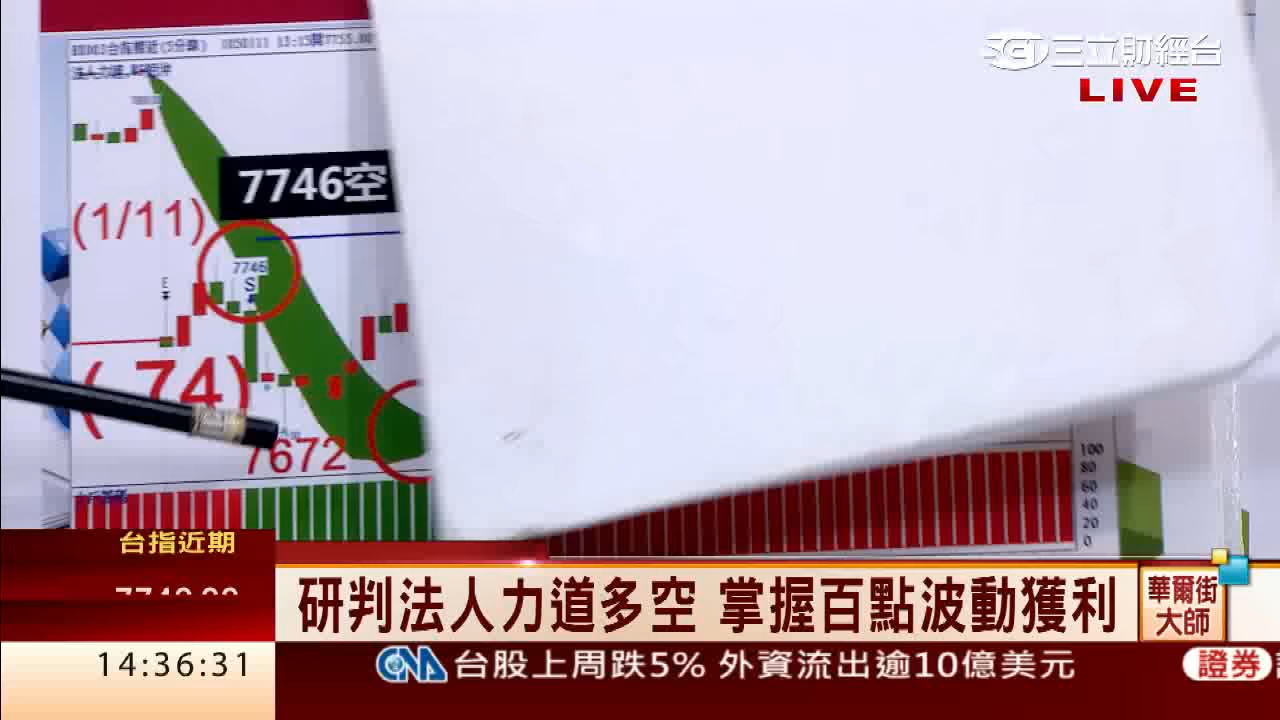 三立財經台
LIVE
7746空
(1/11)
7746
S
E
(-74)
7672
100
80
60
40
20
0
台指近期
研判法人力道多空 掌握百點波動獲利
華爾街
大師
14:36:31
CNA 台股上周跌5% 外資流出逾10億美元
證券